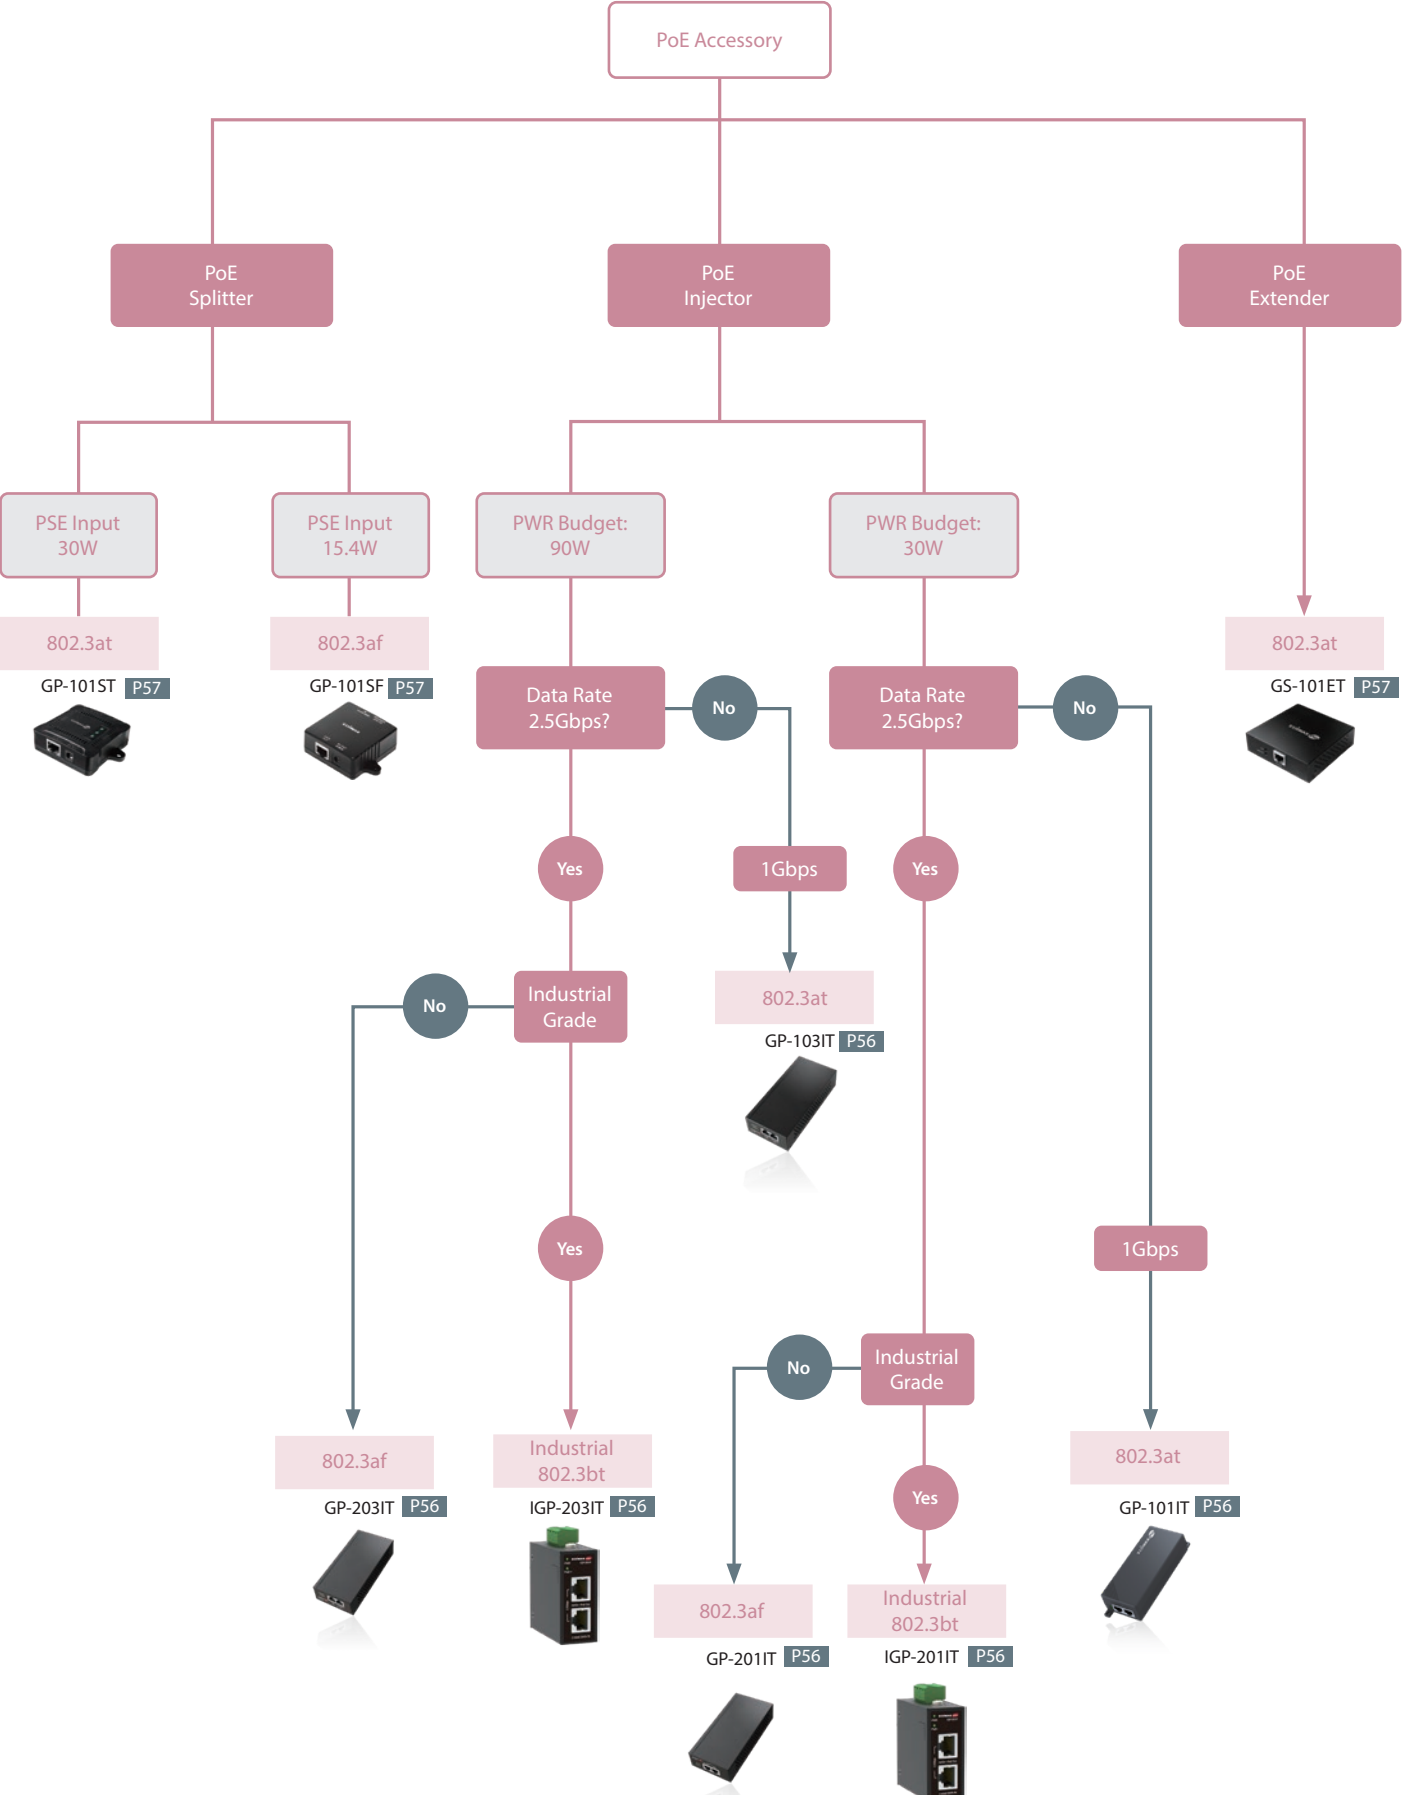 PoE Accessory
PoE
Splitter
PoE
Injector
PoE
Extender
PSE Input
30W
PSE Input
15.4W
PWR Budget:
90W
PWR Budget:
30W
802.3at
GP-101ST P57
802.3af
GP-101SF P57
Data Rate
2.5Gbps?
No
Data Rate
2.5Gbps?
No
802.3at
GS-101ET P57
Yes
1Gbps
Yes
No
Industrial
Grade
802.3at
GP-103IT P56
Yes
1Gbps
No
Industrial
Grade
802.3af
GP-203IT P56
Industrial
802.3bt
IGP-203IT P56
Yes
802.3at
GP-101IT P56
802.3af
GP-201IT P56
Industrial
802.3bt
IGP-201IT P56